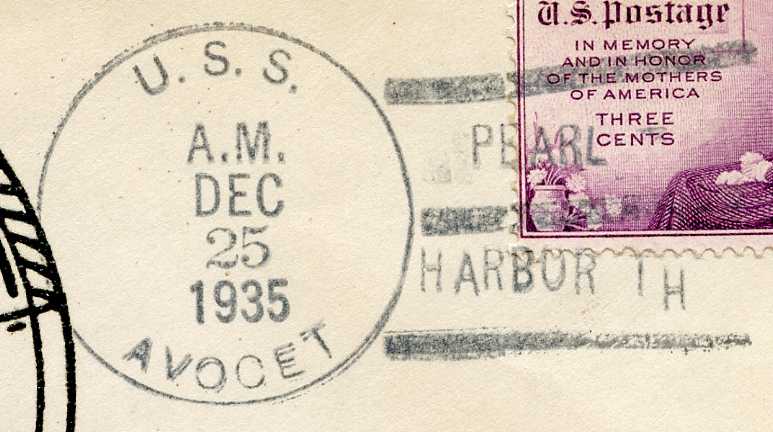 U.S.S.
A.M.
DEC
25
1935
AVOCET
PEARL
HARBOR TH
U.S. Postage
IN MEMORY
AND IN HONOR
OF THE MOTHERS
OF AMERICA
THREE
CENTS